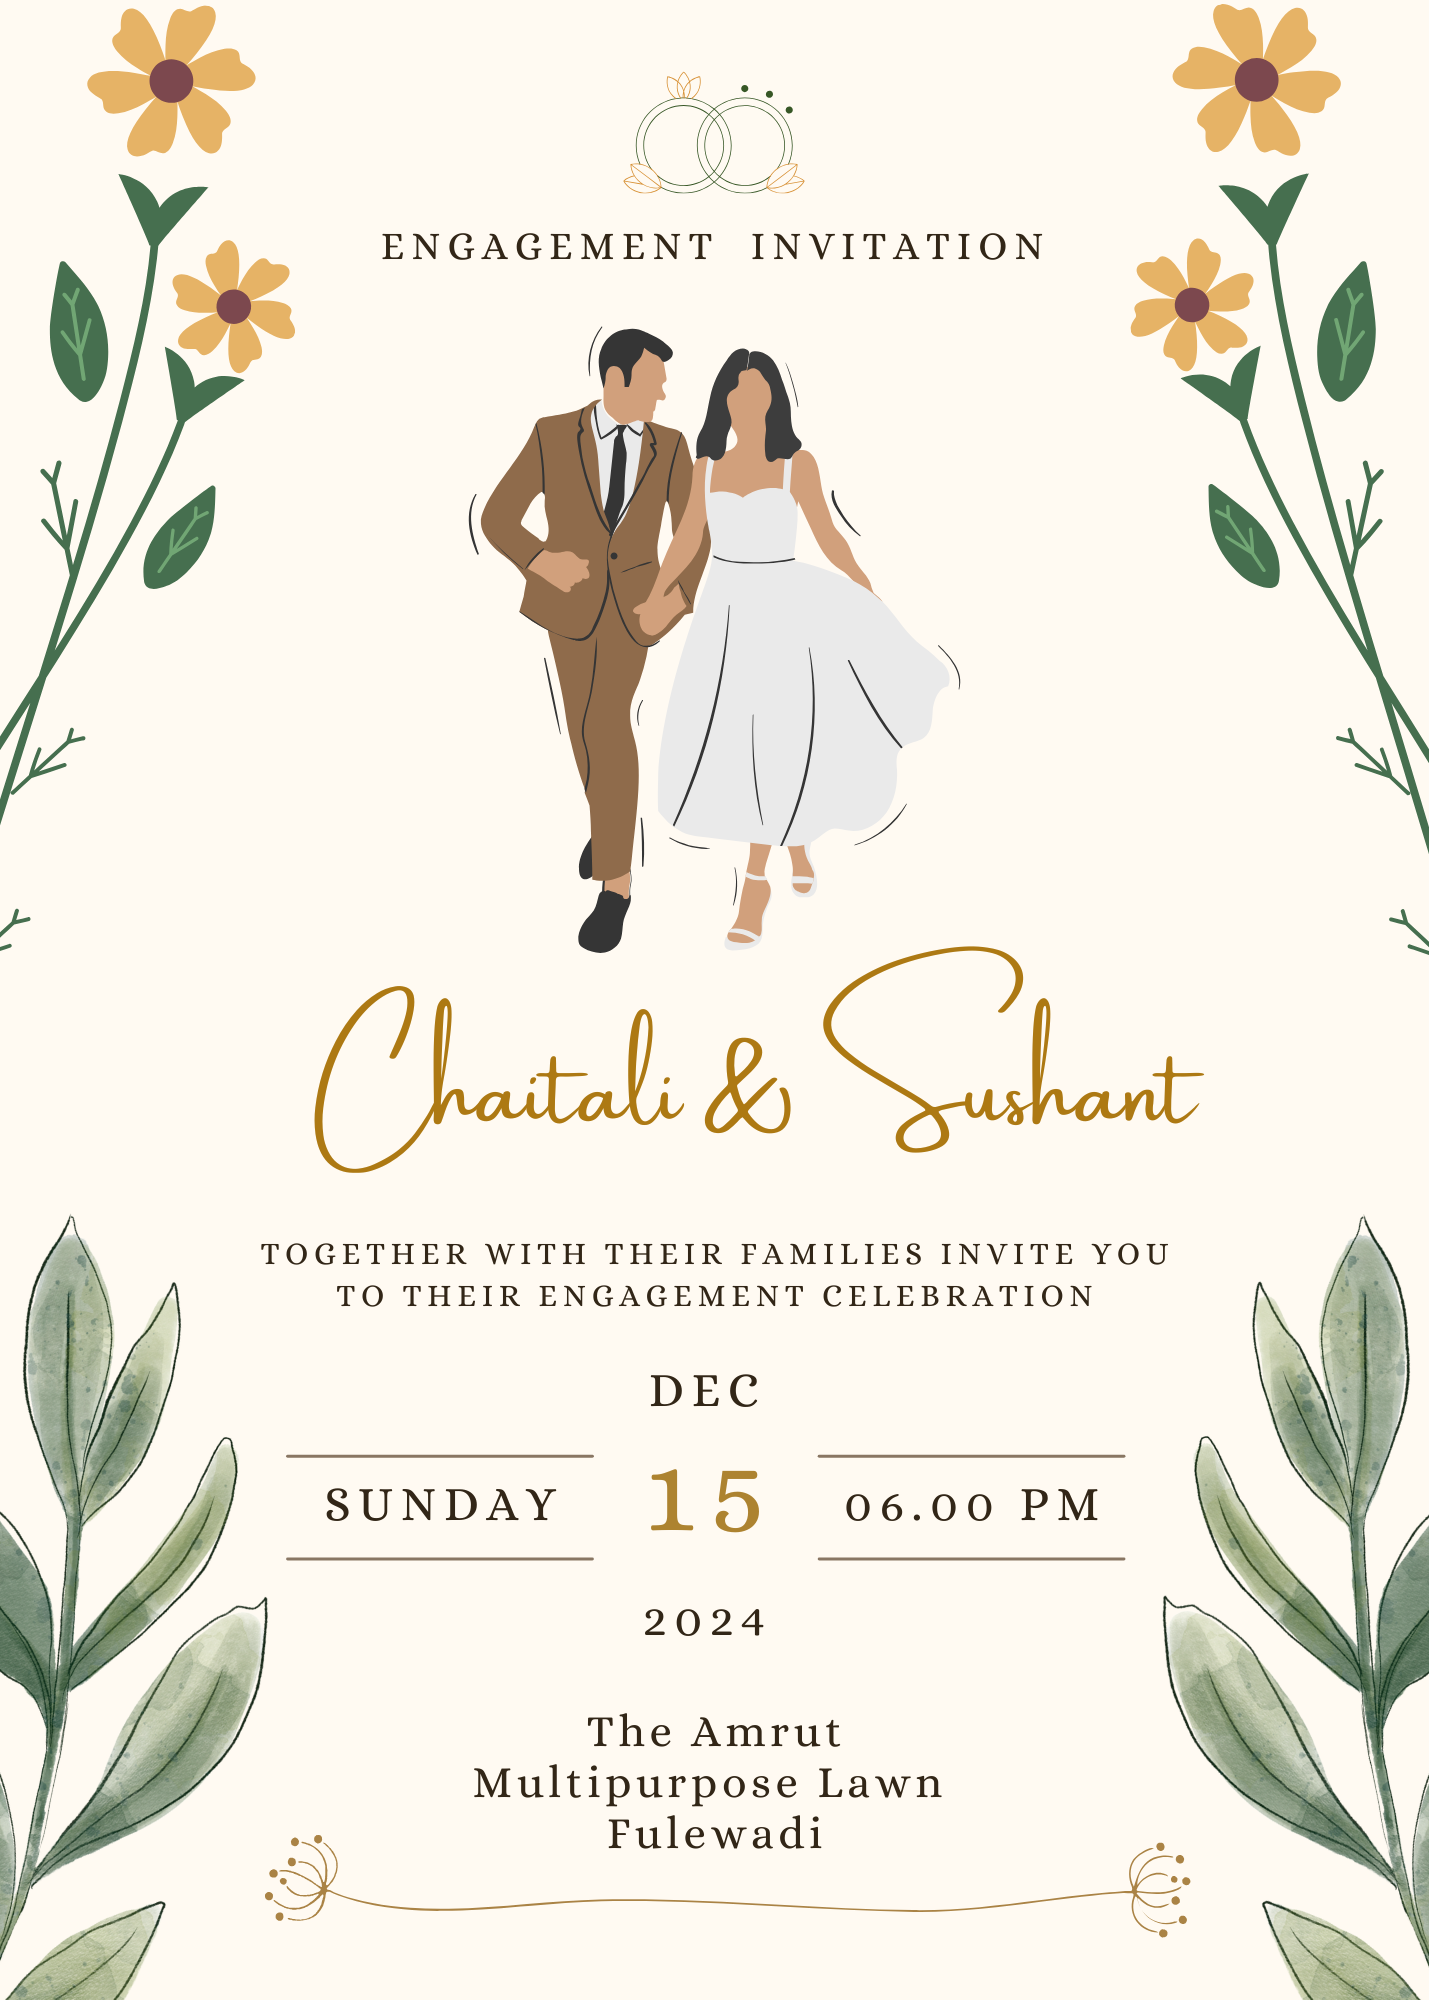 ENGAGEMENT INVITATION
Chaitali & Sushant
TOGETHER WITH THEIR FAMILIES INVITE YOU
TO THEIR ENGAGEMENT CELEBRATION
DEC
SUNDAY 15 06.00 PM
2024
The Amrut
Multipurpose Lawn
Fulewadi